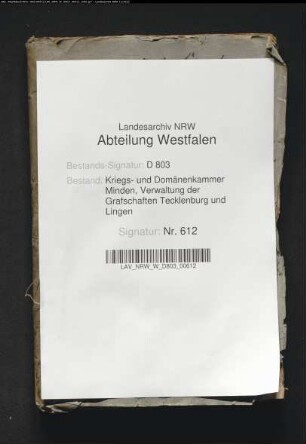 Landesarchiv NRW
Abteilung Westfalen
Bestands-Signatur: D 803
Bestand: Kriegs- und Domänenkammer
Minden, Verwaltung der
Grafschaften Tecklenburg und
Lingen
Signatur: Nr. 612
LAV_NRW_W_D803_00612